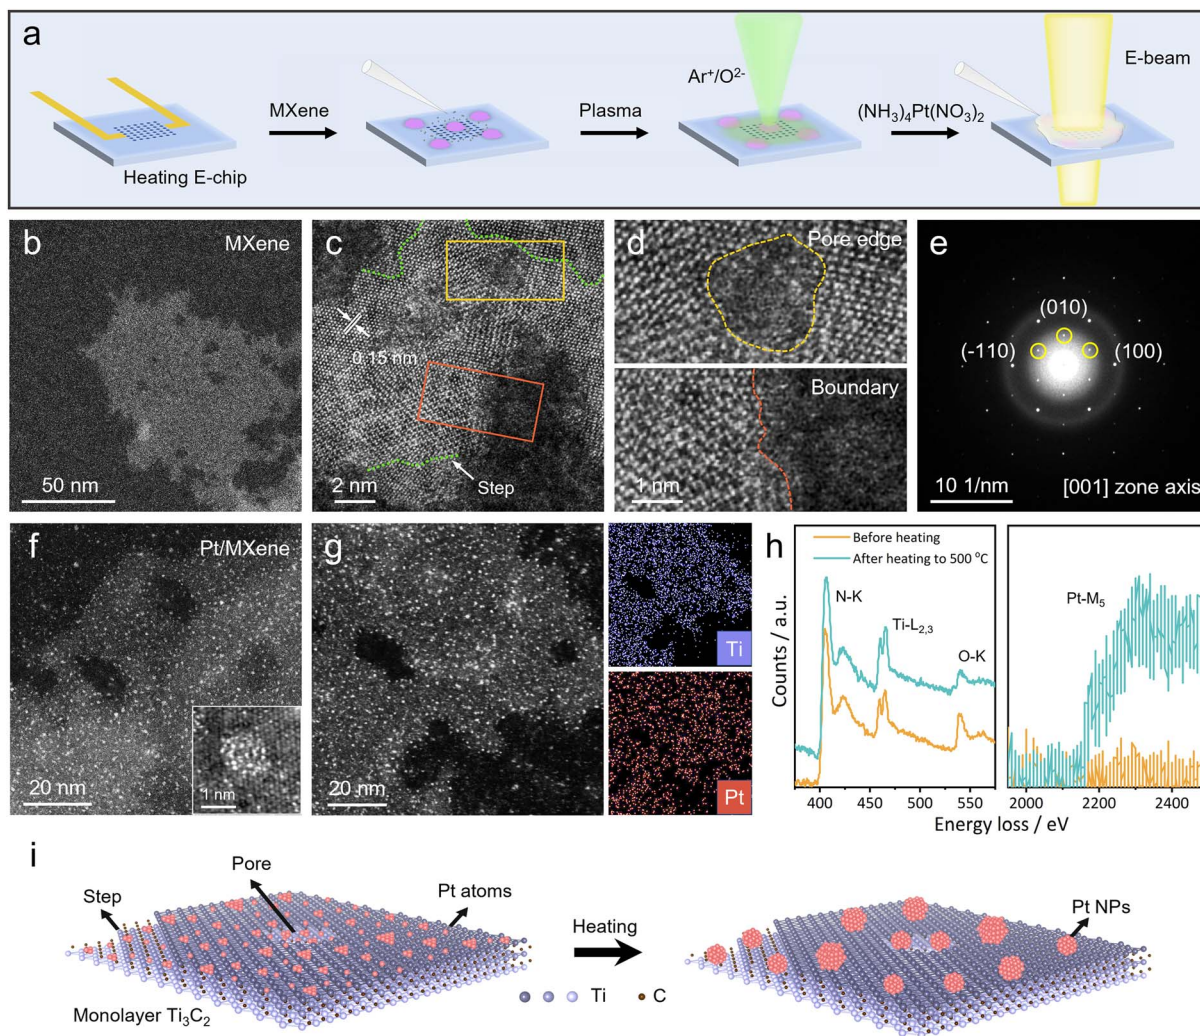 a
MXene
Plasma
Ar⁺/O²⁻
(NH₃)₄Pt(NO₃)₂
E-beam
Heating E-chip
b
MXene
50 nm
c
0.15 nm
2 nm
Step
d
Pore edge
Boundary
1 nm
e
(010)
(-110)
(100)
10 1/nm
[001] zone axis
f
Pt/MXene
20 nm
1 nm
g
20 nm
Ti
Pt
h
Before heating
After heating to 500 °C
N-K
Ti-L₂,₃
O-K
Pt-M₅
Counts / a.u.
400 450 500 550
2000 2200 2400
Energy loss / eV
i
Pore
Step
Pt atoms
Heating
Pt NPs
Monolayer Ti₃C₂
Ti
C